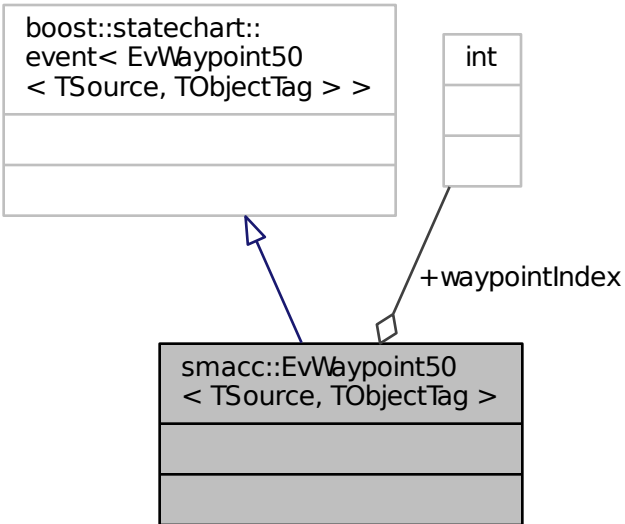 boost::statechart::
event< EvWaypoint50
< TSource, TObjectTag > >
int
+waypointIndex
smacc::EvWaypoint50
< TSource, TObjectTag >